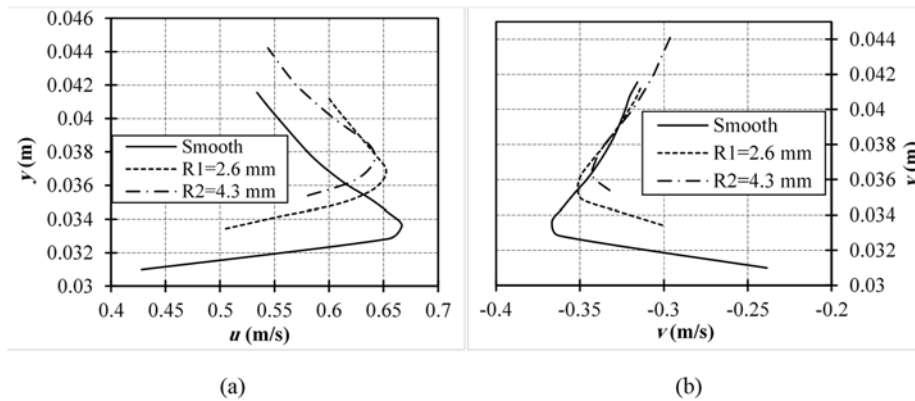 0.046
0.044
0.042
0.04
0.038
0.036
0.034
0.032
0.03
y (m)
Smooth
R1=2.6 mm
R2=4.3 mm
0.4 0.45 0.5 0.55 0.6 0.65 0.7
u (m/s)
(a)
0.044
0.042
0.04
0.038
0.036
0.034
0.032
0.03
y (m)
Smooth
R1=2.6 mm
R2=4.3 mm
-0.4 -0.35 -0.3 -0.25 -0.2
v (m/s)
(b)